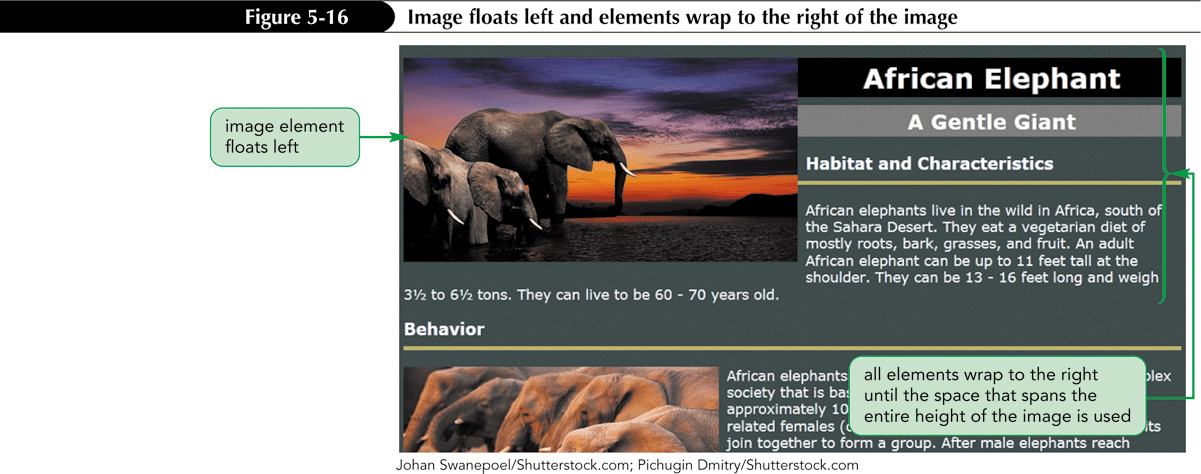 Figure 5-16 Image floats left and elements wrap to the right of the image
image element
floats left
African Elephant
A Gentle Giant
Habitat and Characteristics
African elephants live in the wild in Africa, south of
the Sahara Desert. They eat a vegetarian diet of
mostly roots, bark, grasses, and fruit. An adult
African elephant can be up to 11 feet tall at the
shoulder. They can be 13 - 16 feet long and weigh
3½ to 6½ tons. They can live to be 60 - 70 years old.
Behavior
African elephants
society that is bas
approximately 10
related females (
join together to form a group. After male elephants reach
all elements wrap to the right
until the space that spans the
entire height of the image is used
Johan Swanepoel/Shutterstock.com; Pichugin Dmitry/Shutterstock.com